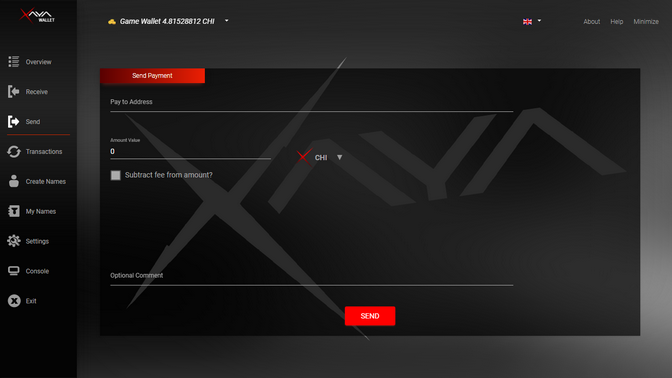 XAYA
WALLET
Game Wallet 4.81528812 CHI
About
Help
Minimize
Overview
Receive
Send
Transactions
Create Names
My Names
Settings
Console
Exit
Send Payment
Pay to Address
Amount Value
0
CHI
Subtract fee from amount?
Optional Comment
SEND
XAYA